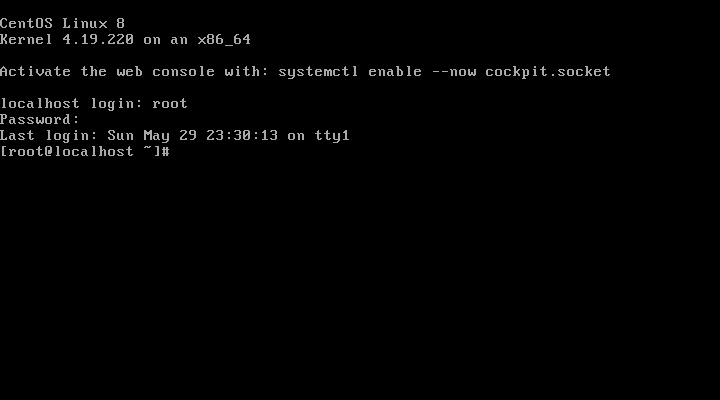 CentOS Linux 8
Kernel 4.19.220 on an x86_64
Activate the web console with: systemctl enable --now cockpit.socket
localhost login: root
Password:
Last login: Sun May 29 23:30:13 on tty1
[root@localhost ~]#